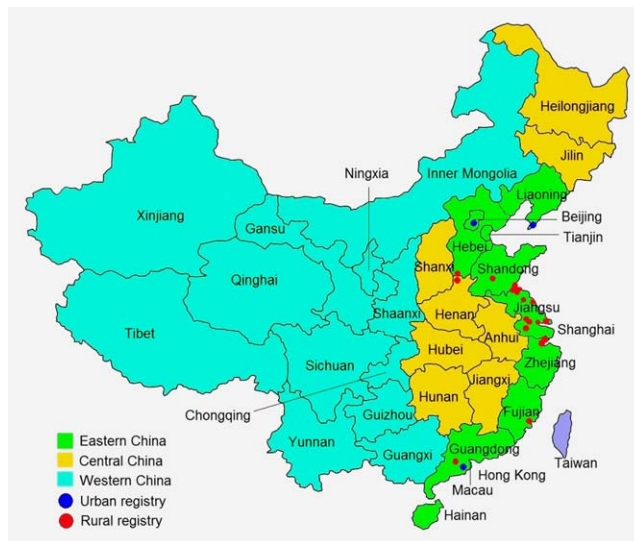 Heilongjiang
Jilin
Ningxia
Inner Mongolia
Liaoning
Xinjiang
Gansu
Beijing
Tianjin
Hebei
Shanxi
Shandong
Qinghai
Jiangsu
Shaanxi
Henan
Tibet
Shanghai
Anhui
Hubei
Zhejiang
Sichuan
Jiangxi
Hunan
Chongqing
Guizhou
Fujian
Eastern China
Yunnan
Guangxi
Guangdong
Central China
Taiwan
Western China
Hong Kong
Macau
Urban registry
Hainan
Rural registry